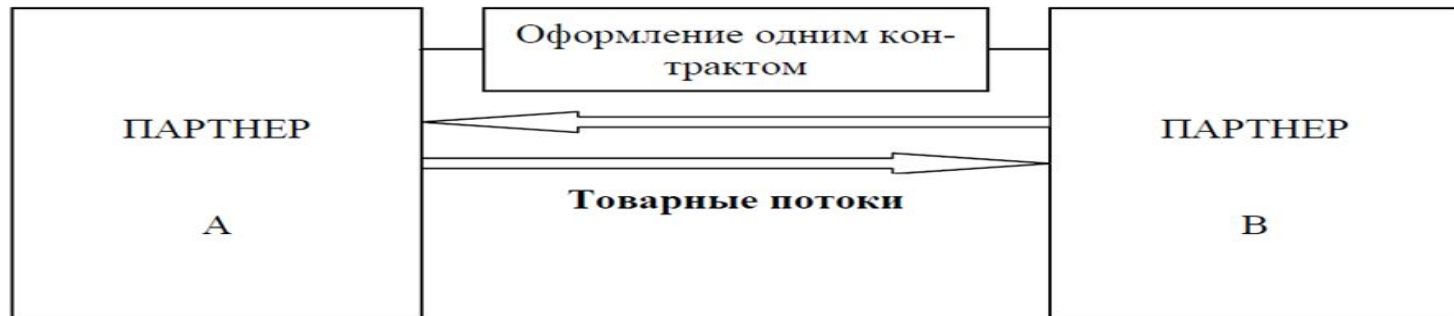 Оформление одним кон-
трактом
ПАРТНЕР
ПАРТНЕР
Товарные потоки
А
В